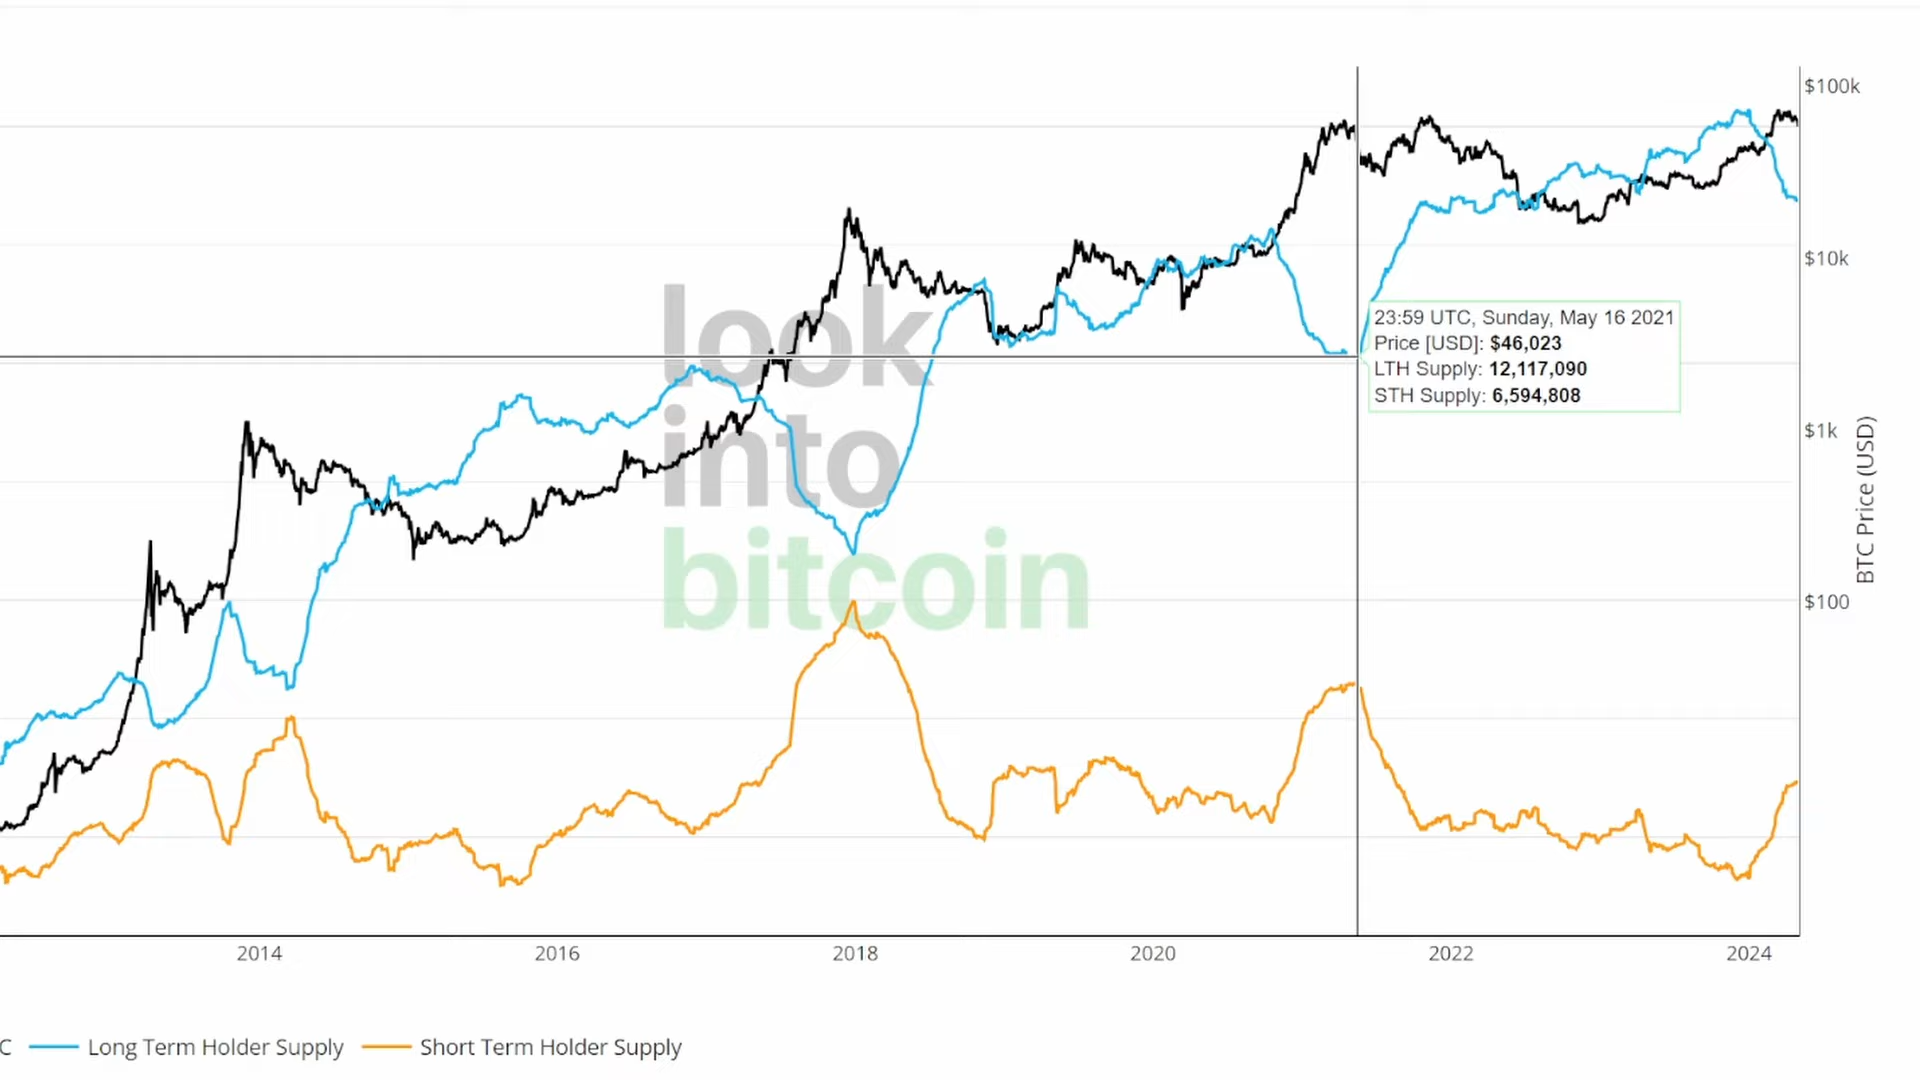 $100k
$10k
$1k
$100
BTC Price (USD)
look
into
bitcoin
23:59 UTC, Sunday, May 16 2021
Price [USD]: $46,023
LTH Supply: 12,117,090
STH Supply: 6,594,808
2014
2016
2018
2020
2022
2024
C
Long Term Holder Supply
Short Term Holder Supply